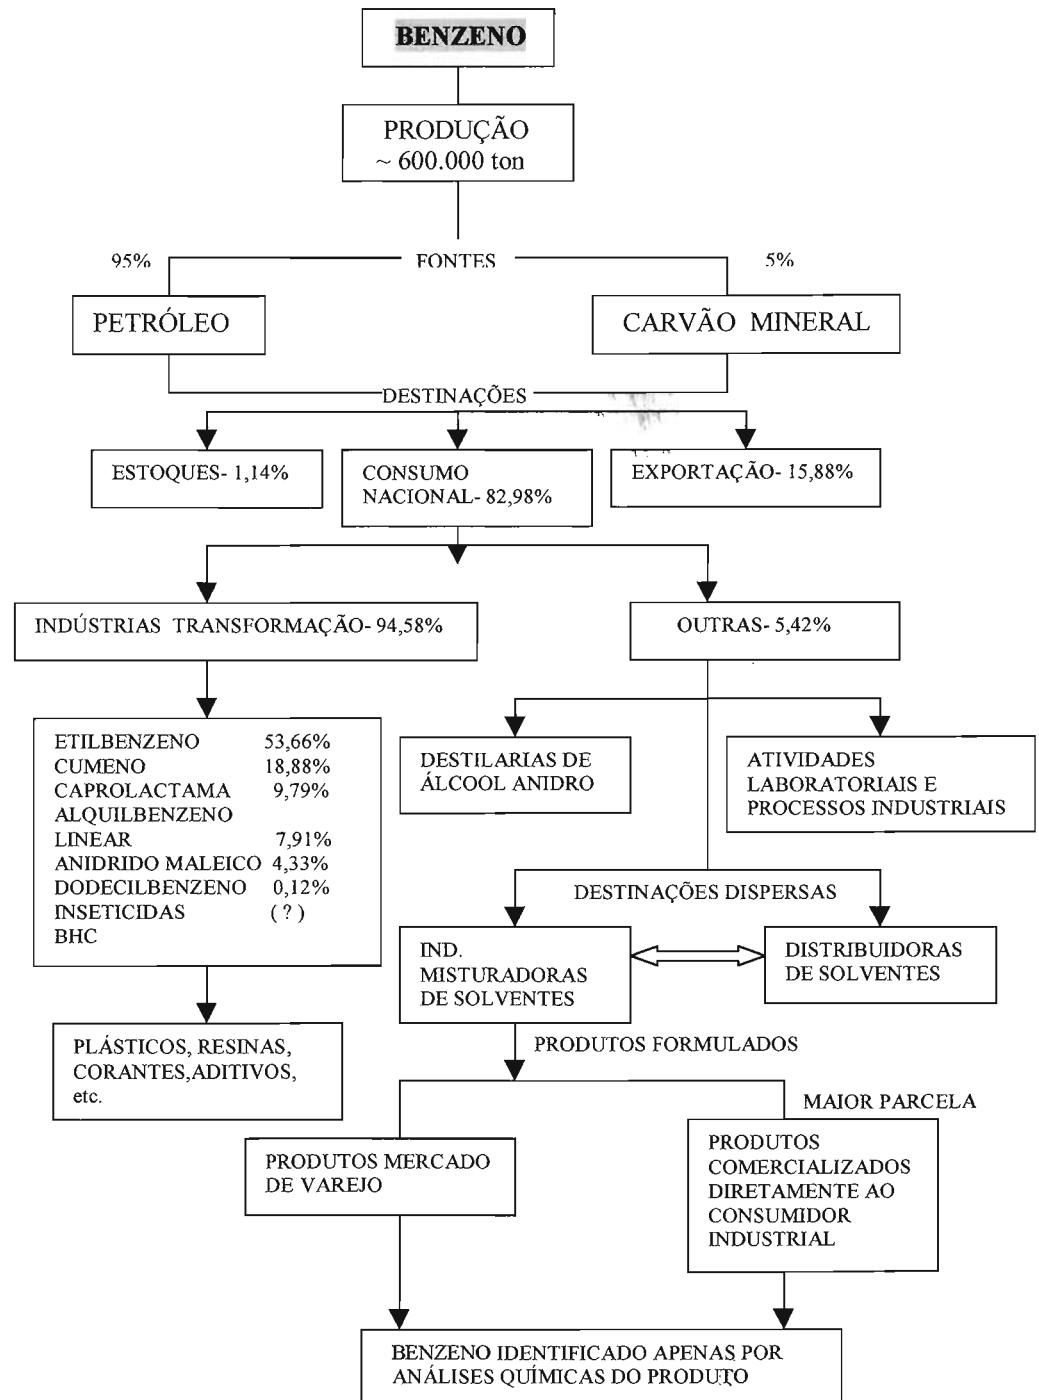 BENZENO
PRODUÇÃO
~ 600.000 ton
95%
FONTES
5%
PETRÓLEO
CARVÃO MINERAL
DESTINAÇÕES
ESTOQUES- 1,14%
CONSUMO
NACIONAL- 82,98%
EXPORTAÇÃO- 15,88%
INDÚSTRIAS TRANSFORMAÇÃO- 94,58%
OUTRAS- 5,42%
ETILBENZENO 53,66%
CUMENO 18,88%
CAPROLACTAMA 9,79%
ALQUILBENZENO
LINEAR 7,91%
ANIDRIDO MALEICO 4,33%
DODECILBENZENO 0,12%
INSETICIDAS ( ? )
BHC
DESTILARIAS DE
ÁLCOOL ANIDRO
ATIVIDADES
LABORATORIAIS E
PROCESSOS INDUSTRIAIS
DESTINAÇÕES DISPERSAS
IND.
MISTURADORAS
DE SOLVENTES
DISTRIBUIDORAS
DE SOLVENTES
PLÁSTICOS, RESINAS,
CORANTES,ADITIVOS,
etc.
PRODUTOS FORMULADOS
MAIOR PARCELA
PRODUTOS MERCADO
DE VAREJO
PRODUTOS
COMERCIALIZADOS
DIRETAMENTE AO
CONSUMIDOR
INDUSTRIAL
BENZENO IDENTIFICADO APENAS POR
ANÁLISES QUÍMICAS DO PRODUTO